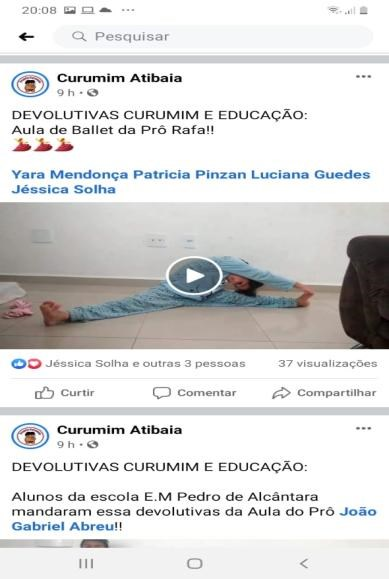 20:08
Pesquisar
Curumim Atibaia
9 h
DEVOLUTIVAS CURUMIM E EDUCAÇÃO:
Aula de Ballet da Prô Rafa!!
Yara Mendonça Patricia Pinzan Luciana Guedes
Jéssica Solha
Jéssica Solha e outras 3 pessoas 37 visualizações
Curtir Comentar Compartilhar
Curumim Atibaia
9 h
DEVOLUTIVAS CURUMIM E EDUCAÇÃO:
Alunos da escola E.M Pedro de Alcântara
mandaram essa devolutivas da Aula do Prô João
Gabriel Abreu!!